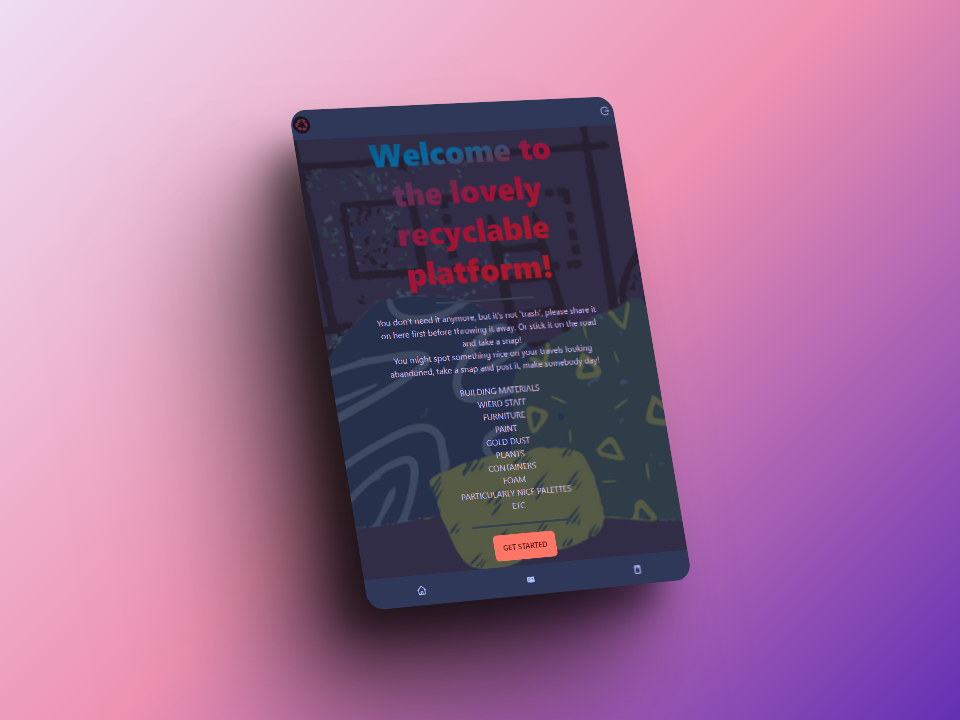 Welcome to
the lovely
recyclable
platform!
You don't need it anymore, but it's not 'trash', please share it
on here first before throwing it away. Or stick it on the road
and take a snap!
You might spot something nice on your travels looking
abandoned, take a snap and post it, make somebody day!
BUILDING MATERIALS
WIERD STAFF
FURNITURE
PAINT
GOLD DUST
PLANTS
CONTAINERS
FOAM
PARTICULARLY NICE PALETTES
ETC
GET STARTED